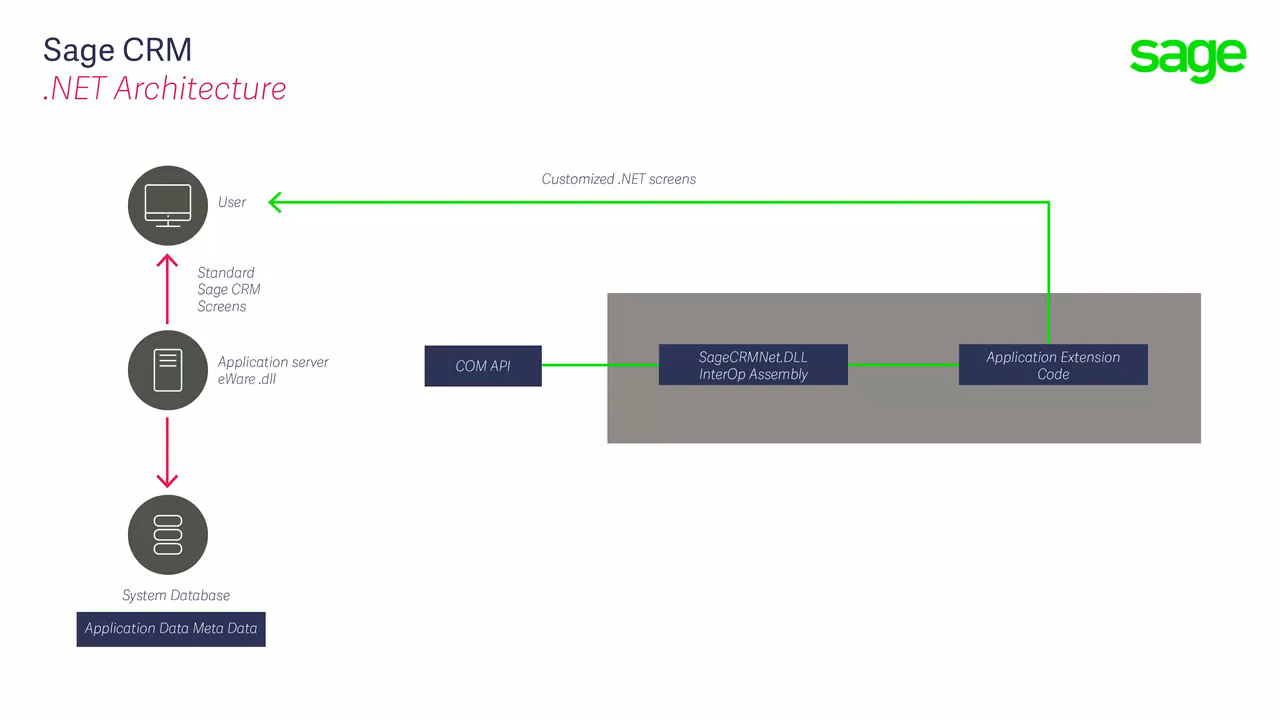 Sage CRM
.NET Architecture
sage
Customized .NET screens
User
Standard
Sage CRM
Screens
Application server
eWare .dll
COM API
SageCRMNet.DLL
InterOp Assembly
Application Extension
Code
System Database
Application Data Meta Data